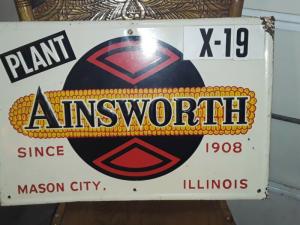 PLANT
X-19
AINSWORTH
SINCE 1908
MASON CITY, ILLINOIS